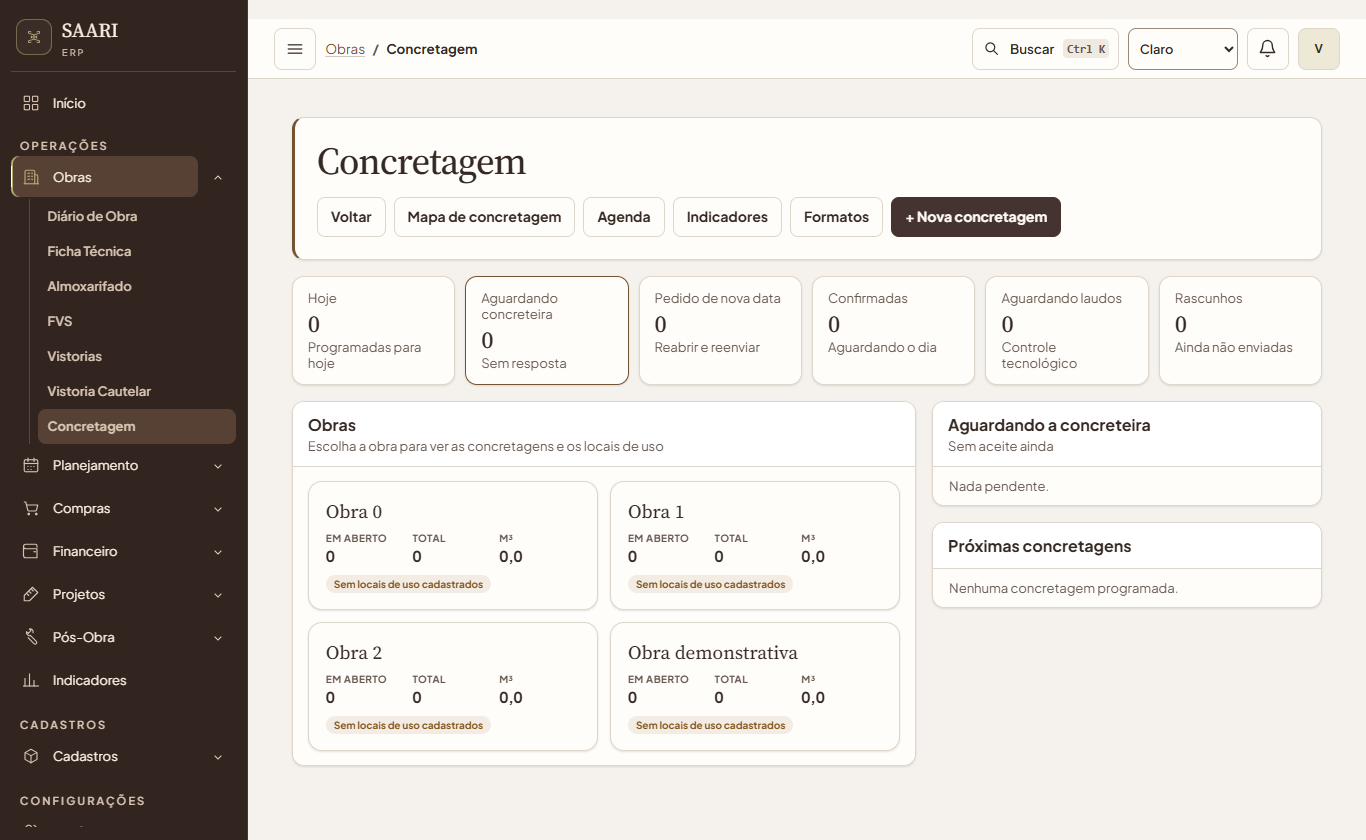 SAARI
ERP
Início
OPERAÇÕES
Obras
Diário de Obra
Ficha Técnica
Almoxarifado
FVS
Vistorias
Vistoria Cautelar
Concretagem
Planejamento
Compras
Financeiro
Projetos
Pós-Obra
Indicadores
CADASTROS
Cadastros
CONFIGURAÇÕES
Obras / Concretagem
Buscar Ctrl K
Claro
V
Concretagem
Voltar
Mapa de concretagem
Agenda
Indicadores
Formatos
+ Nova concretagem
Hoje
0
Programadas para
hoje
Aguardando
concreteira
0
Sem resposta
Pedido de nova data
0
Reabrir e reenviar
Confirmadas
0
Aguardando o dia
Aguardando laudos
0
Controle
tecnológico
Rascunhos
0
Ainda não enviadas
Obras
Escolha a obra para ver as concretagens e os locais de uso
Obra 0
EM ABERTO TOTAL M³
0 0 0,0
Sem locais de uso cadastrados
Obra 1
EM ABERTO TOTAL M³
0 0 0,0
Sem locais de uso cadastrados
Obra 2
EM ABERTO TOTAL M³
0 0 0,0
Sem locais de uso cadastrados
Obra demonstrativa
EM ABERTO TOTAL M³
0 0 0,0
Sem locais de uso cadastrados
Aguardando a concreteira
Sem aceite ainda
Nada pendente.
Próximas concretagens
Nenhuma concretagem programada.